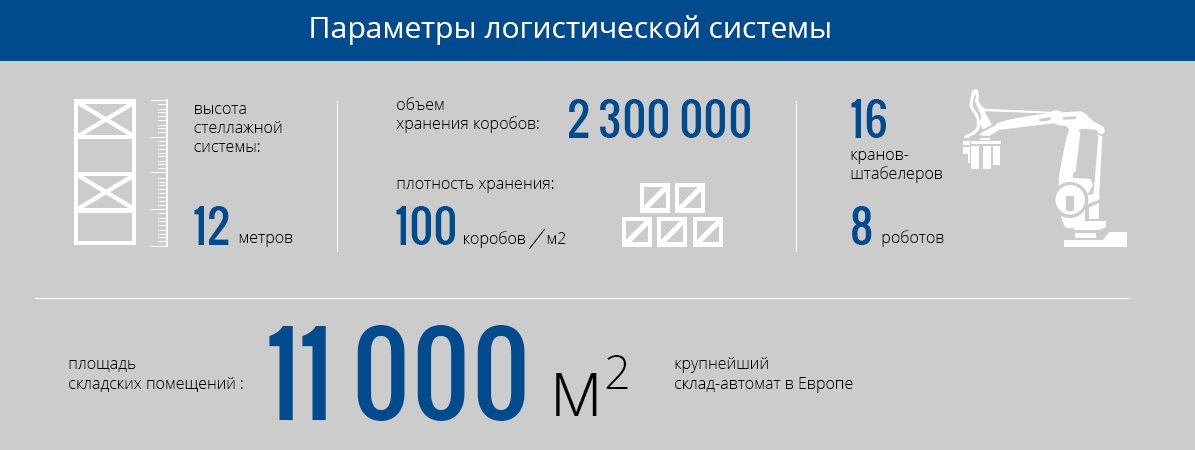 Параметры логистической системы
высота
стеллажной
системы:
12 метров
объем
хранения коробов: 2 300 000
плотность хранения:
100 коробов / м2
16
кранов-
штабелеров
8 роботов
площадь
складских помещений :
11 000 м²
крупнейший
склад-автомат в Европе